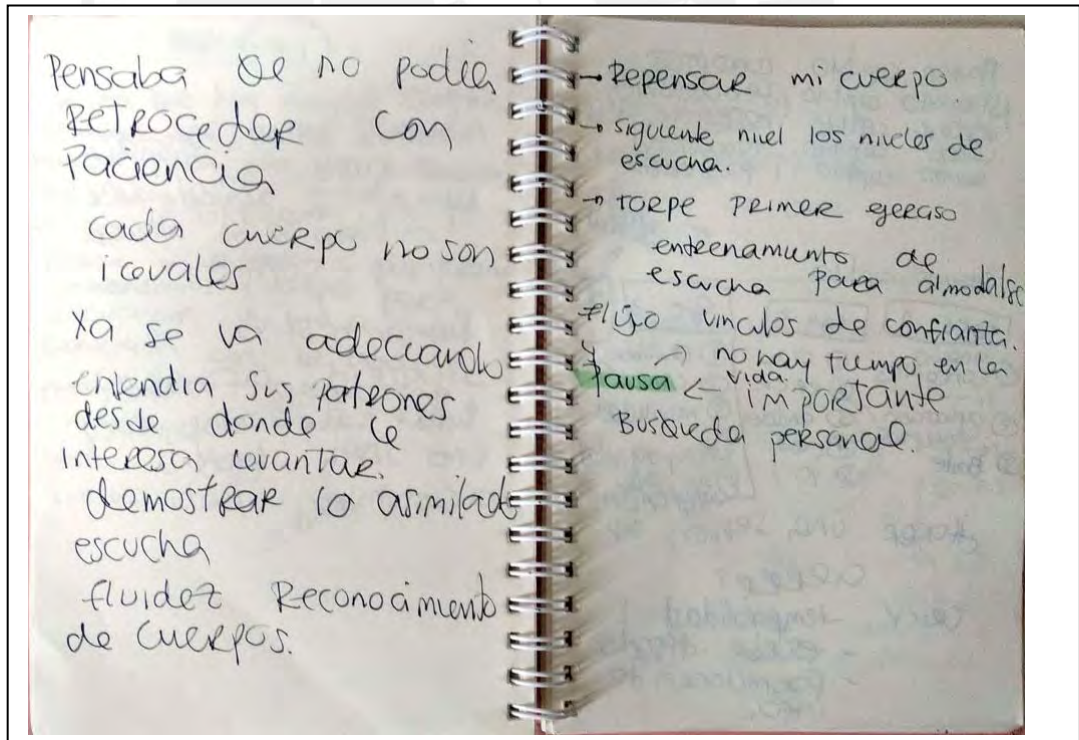 Pensaba Qe no podía
RETROCEDER con
Paciencia
cada cuerpo no son
icuales
Ya se va adecuando
entendia sus patrones
desde donde le
interesa levantar.
demostrar lo asimilado
escucha
fluidez Reconocimiento
de cuerpos.
→ Repensar mi cuerpo
→ siguiente nivel los niveles de
escucha.
→ TORPE PRIMER
entrenamiento de
escucha para
Flujo vinculos de confianza.
y → no hay tiempo en la
vida.
Pausa ← IMPORTANTE
Busqueda personal.